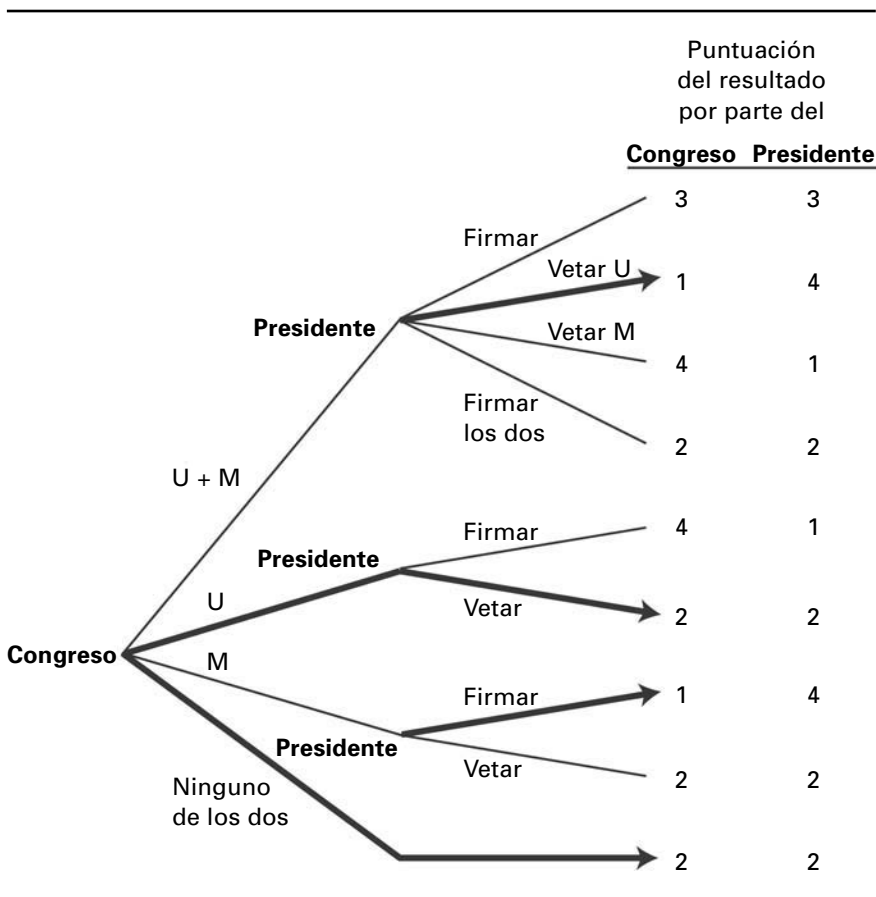 Puntuación
del resultado
por parte del
Congreso Presidente
Firmar 3 3
Vetar U 1 4
Presidente
Vetar M 4 1
Firmar
los dos 2 2
U + M
Firmar 4 1
Presidente
U
Vetar 2 2
Congreso
M
Firmar 1 4
Presidente
Vetar 2 2
Ninguno
de los dos
2 2